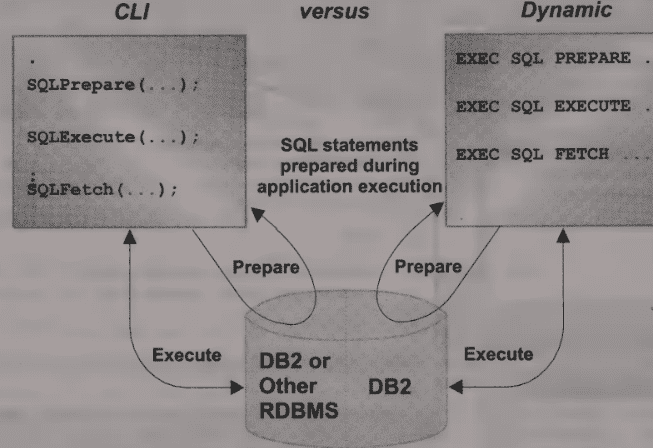 CLI versus Dynamic
.
SQLPrepare(...);
SQLExecute(...);
:
SQLFetch(...);
EXEC SQL PREPARE .
EXEC SQL EXECUTE .
EXEC SQL FETCH ...
SQL statements
prepared during
application execution
Prepare
Prepare
Execute
Execute
DB2 or
Other
RDBMS
DB2